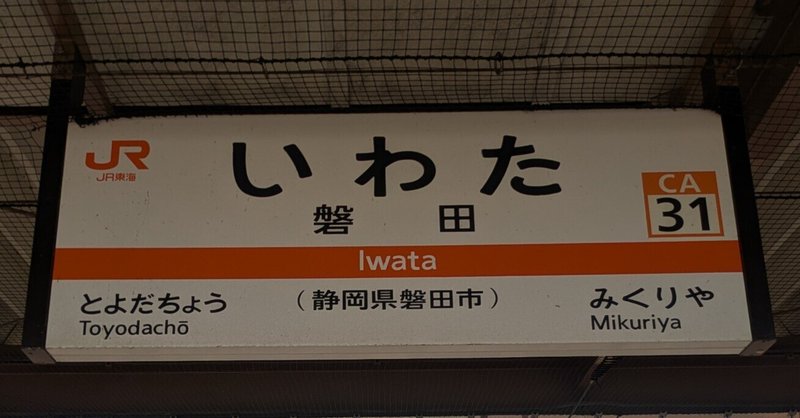 JR
JR東海
いわた
磐田
CA
31
Iwata
とよだちょう
Toyodachō
（静岡県磐田市）
みくりや
Mikuriya